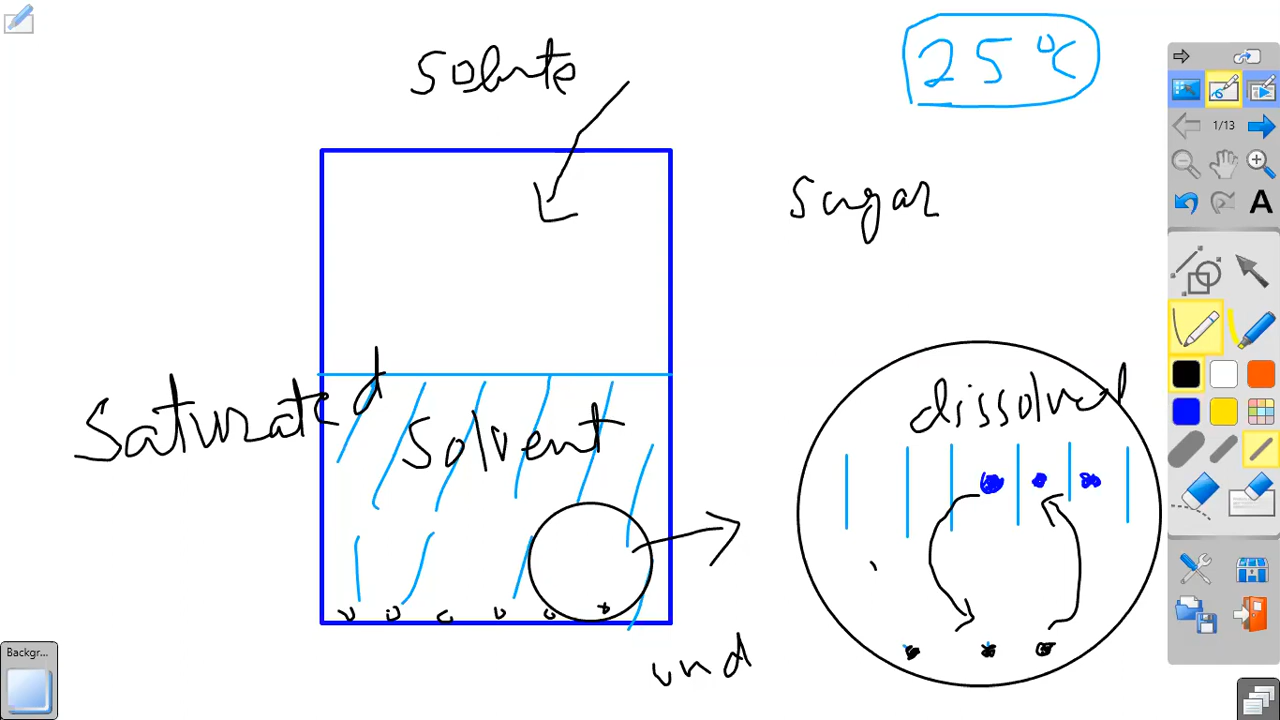 solute
25°C
sugar
dissolved
saturated
solvent
und
1/13
A
Backgr...